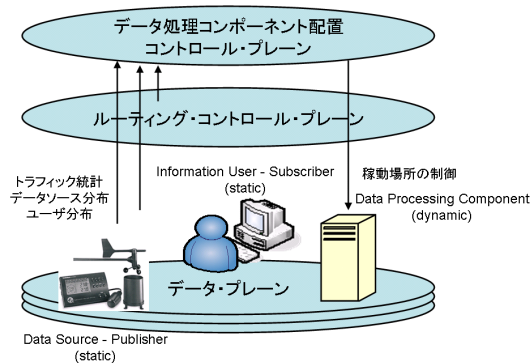 データ処理コンポーネント配置
コントロール・プレーン
ルーティング・コントロール・プレーン
トラフィック統計
データソース分布
ユーザ分布
Information User - Subscriber
(static)
稼動場所の制御
Data Processing Component
(dynamic)
データ・プレーン
Data Source - Publisher
(static)